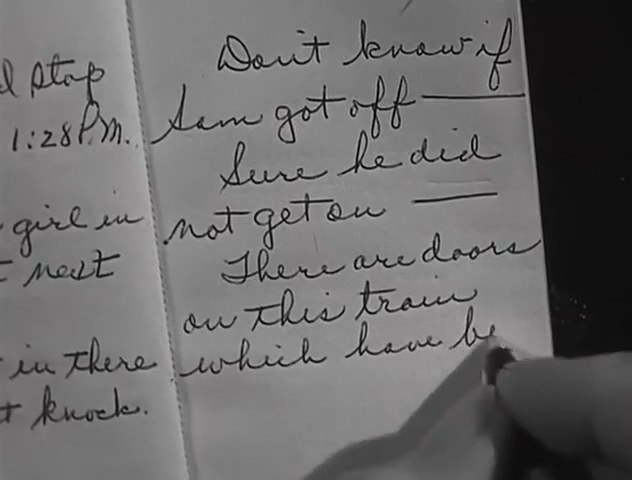 d stop
1:28 P.M.
girl in
next
in there
knock.
Don't know if
Sam got off —
Sure he did
not get on —
There are doors
on this train
which have be